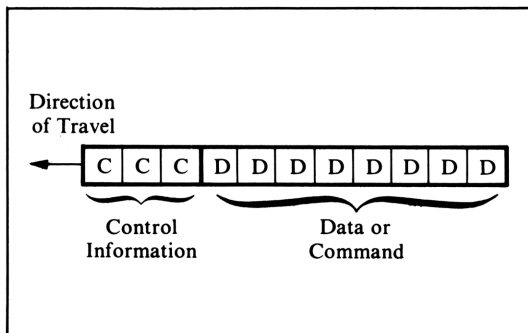 Direction
of Travel
C C C D D D D D D D D
Control
Information
Data or
Command